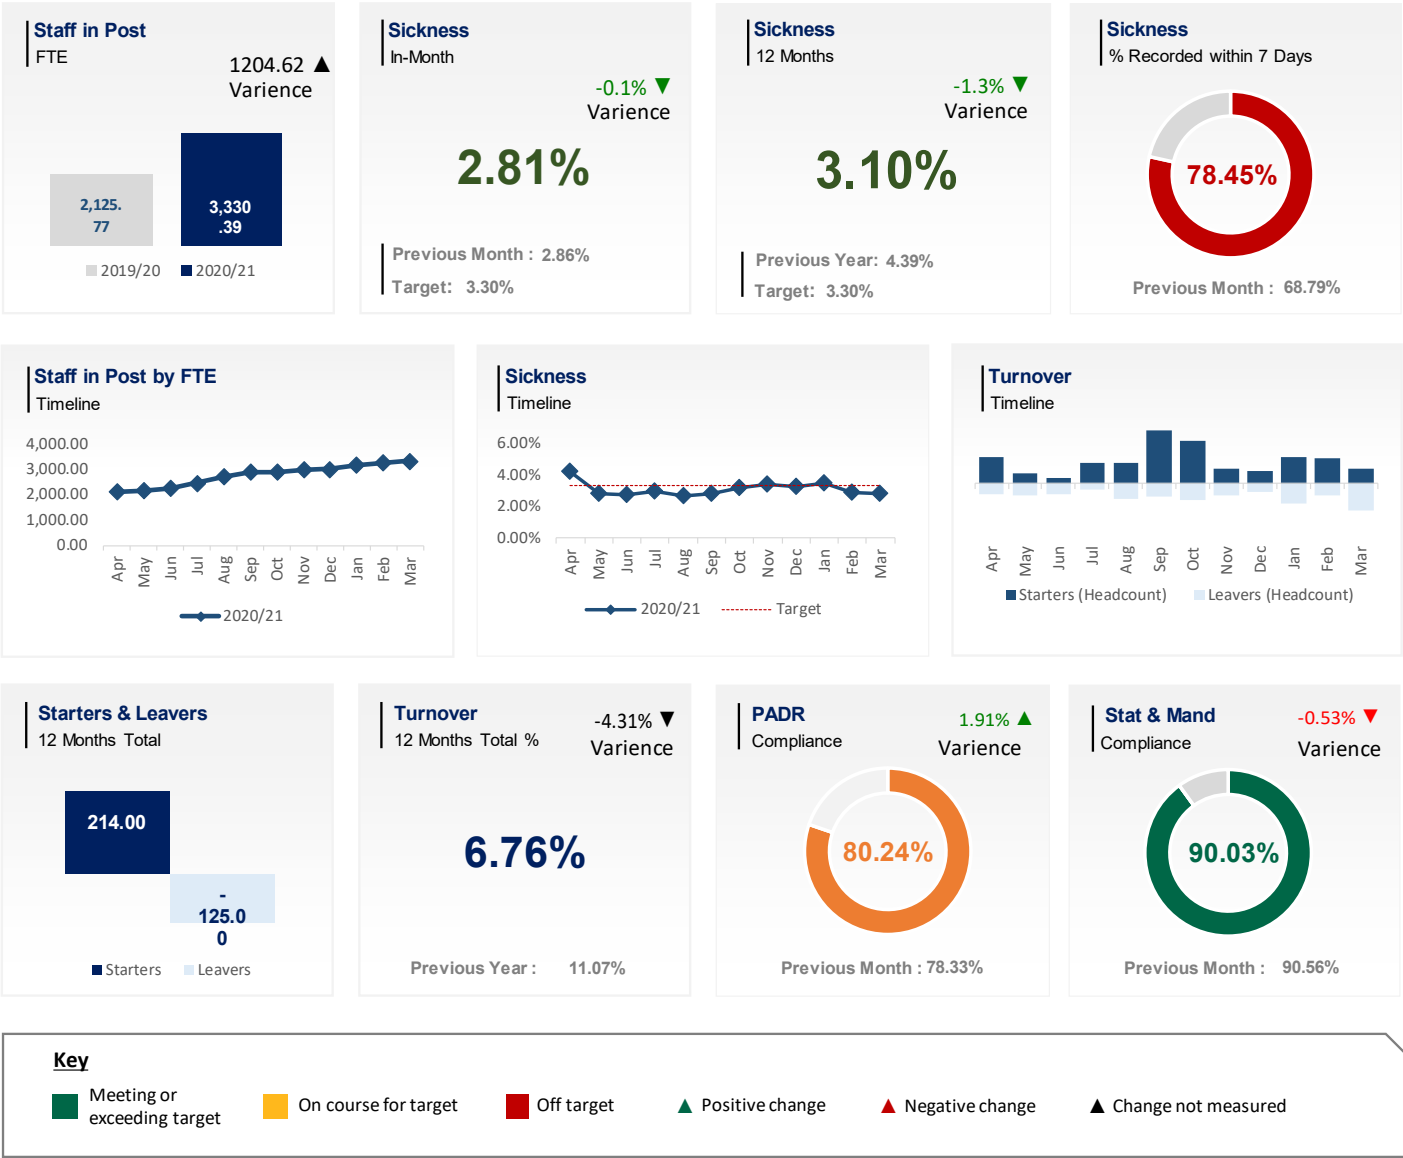 Staff in Post
FTE
1204.62 ▲
Varience
2,125.
77
3,330
.39
2019/20
2020/21
Sickness
In-Month
-0.1% ▼
Varience
2.81%
Previous Month : 2.86%
Target: 3.30%
Sickness
12 Months
-1.3% ▼
Varience
3.10%
Previous Year: 4.39%
Target: 3.30%
Sickness
% Recorded within 7 Days
78.45%
Previous Month : 68.79%
Staff in Post by FTE
Timeline
4,000.00
3,000.00
2,000.00
1,000.00
0.00
Apr
May
Jun
Jul
Aug
Sep
Oct
Nov
Dec
Jan
Feb
Mar
2020/21
Sickness
Timeline
6.00%
4.00%
2.00%
0.00%
Apr
May
Jun
Jul
Aug
Sep
Oct
Nov
Dec
Jan
Feb
Mar
2020/21
Target
Turnover
Timeline
Apr
May
Jun
Jul
Aug
Sep
Oct
Nov
Dec
Jan
Feb
Mar
Starters (Headcount)
Leavers (Headcount)
Starters & Leavers
12 Months Total
214.00
-
125.0
0
Starters
Leavers
Turnover
12 Months Total %
-4.31% ▼
Varience
6.76%
Previous Year : 11.07%
PADR
Compliance
1.91% ▲
Varience
80.24%
Previous Month : 78.33%
Stat & Mand
Compliance
-0.53% ▼
Varience
90.03%
Previous Month : 90.56%
Key
Meeting or
exceeding target
On course for target
Off target
▲ Positive change
▲ Negative change
▲ Change not measured